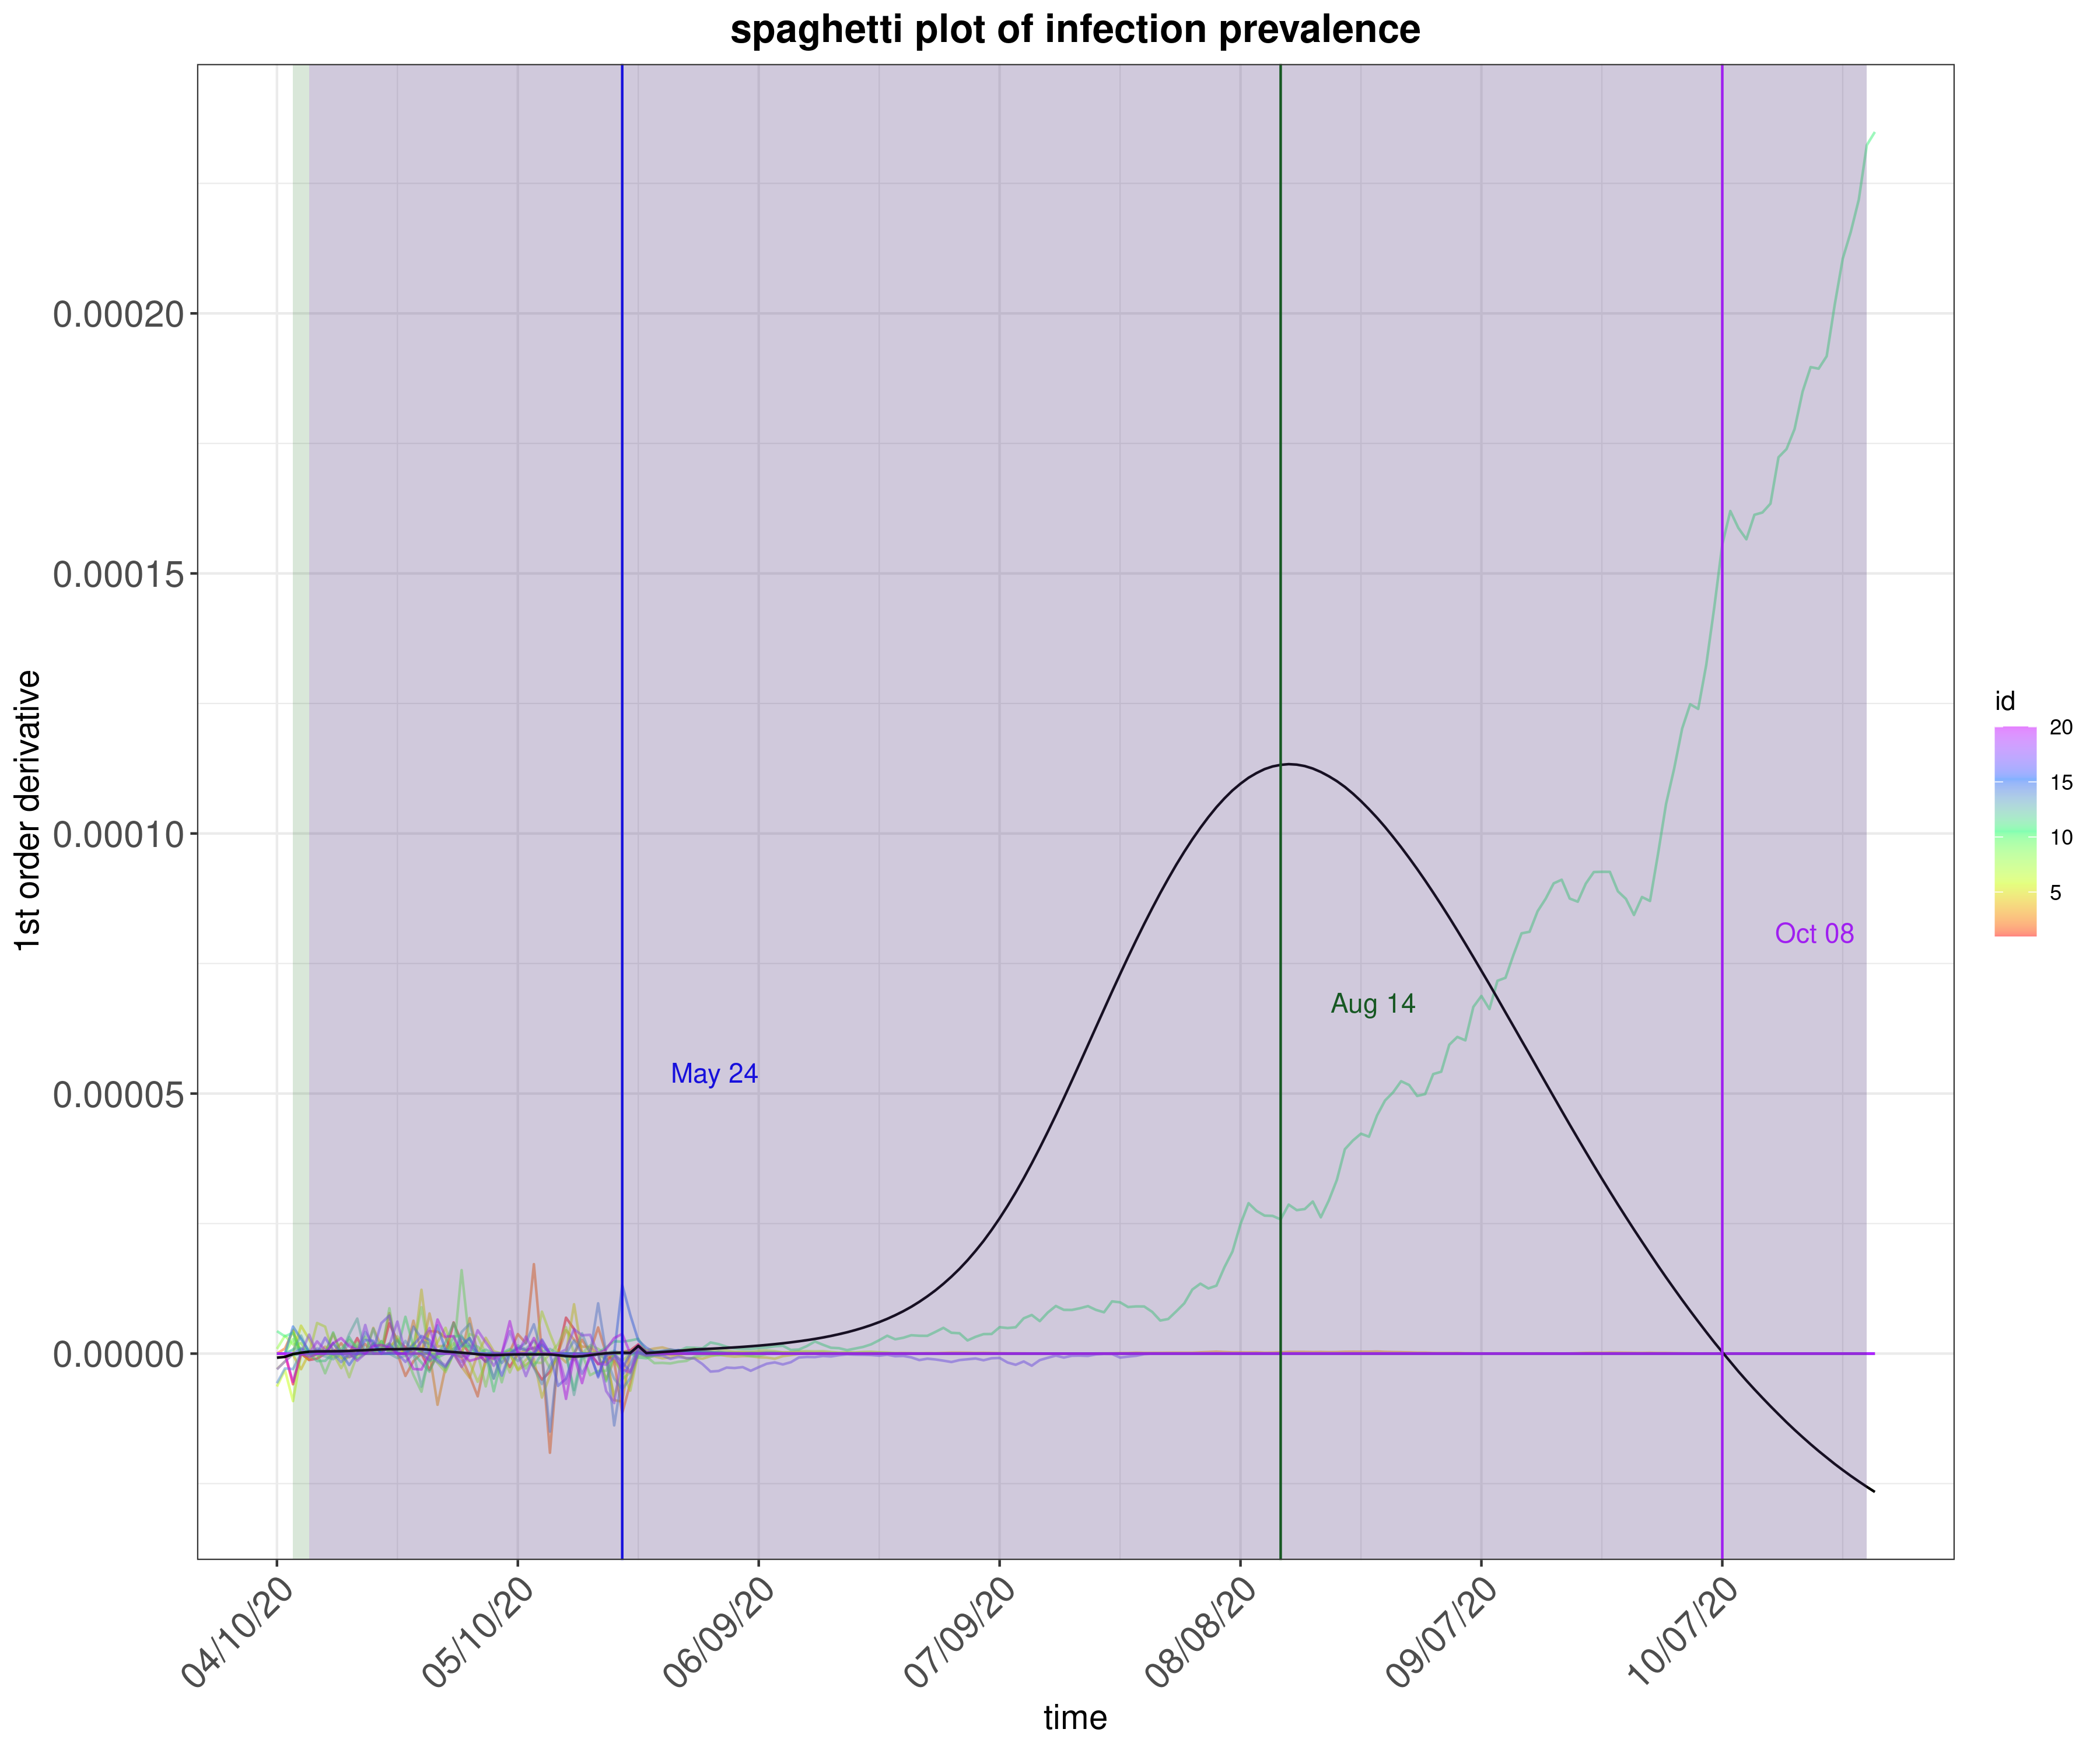 spaghetti plot of infection prevalence
1st order derivative
0.00020
0.00015
0.00010
0.00005
0.00000
May 24
Aug 14
Oct 08
id
20
15
10
5
04/10/20
05/10/20
06/09/20
07/09/20
08/08/20
09/07/20
10/07/20
time